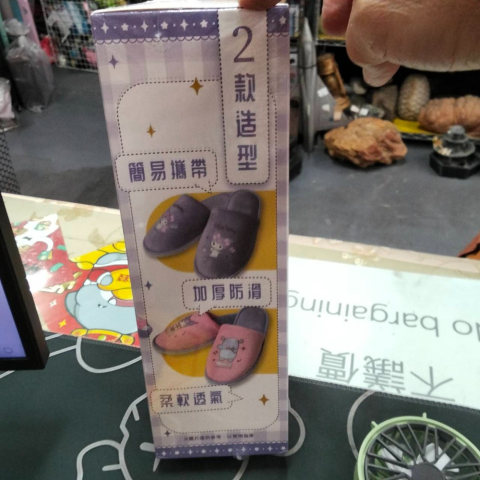 2款造型
簡易攜帶
加厚防滑
柔軟透氣
No bargaining
不議價